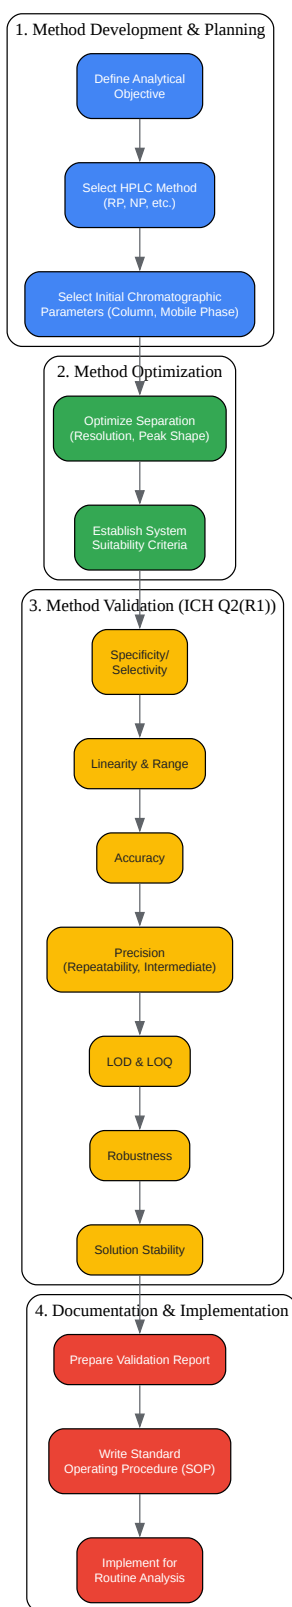 1. Method Development & Planning
Define Analytical
Objective
Select HPLC Method
(RP, NP, etc.)
Select Initial Chromatographic
Parameters (Column, Mobile Phase)
2. Method Optimization
Optimize Separation
(Resolution, Peak Shape)
Establish System
Suitability Criteria
3. Method Validation (ICH Q2(R1))
Specificity/
Selectivity
Linearity & Range
Accuracy
Precision
(Repeatability, Intermediate)
LOD & LOQ
Robustness
Solution Stability
4. Documentation & Implementation
Prepare Validation Report
Write Standard
Operating Procedure (SOP)
Implement for
Routine Analysis